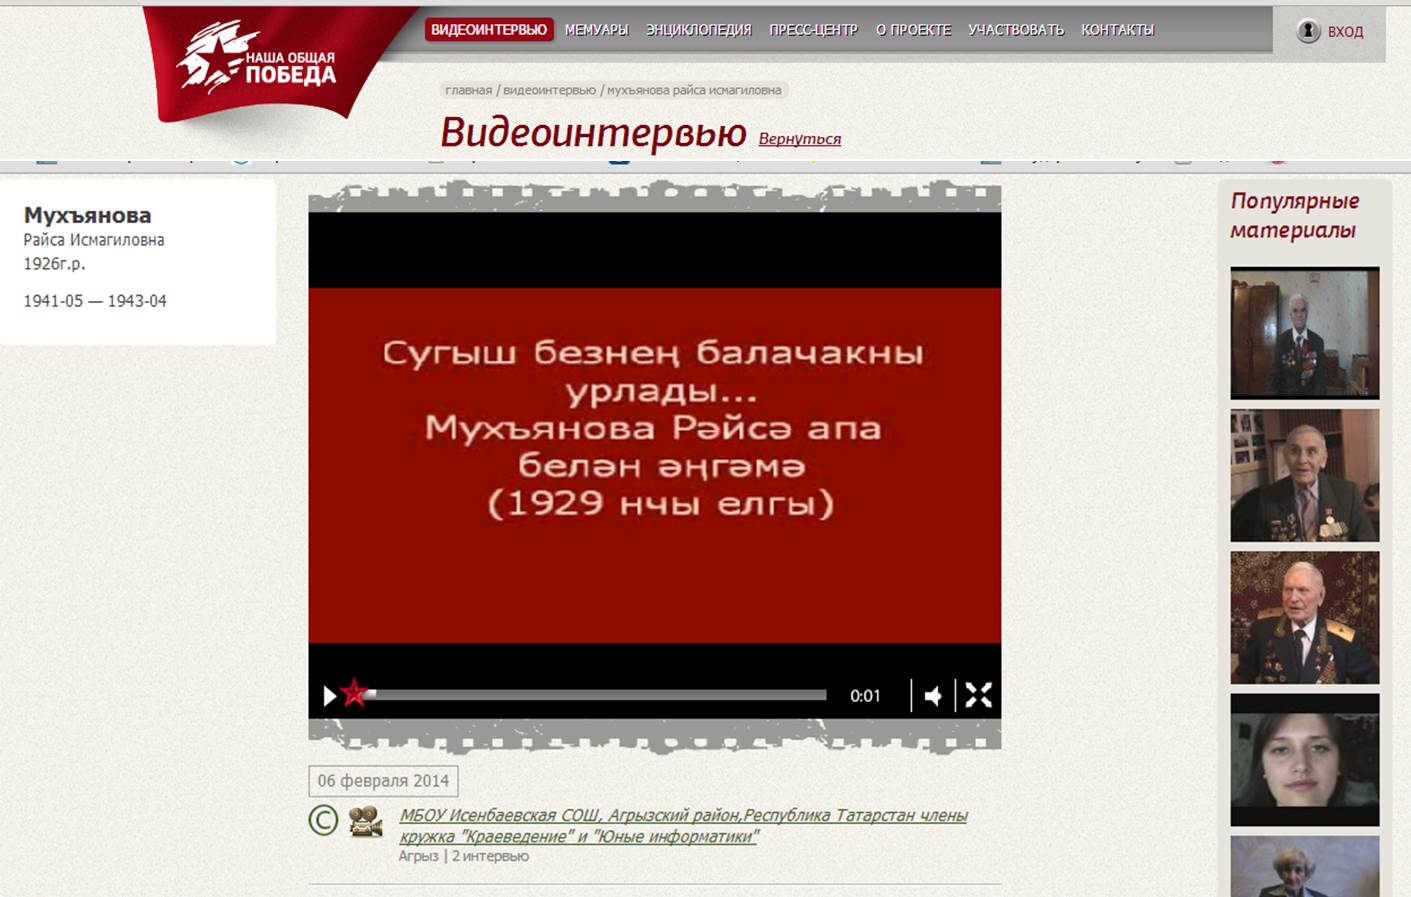 НАША ОБЩАЯ
ПОБЕДА
ВИДЕОИНТЕРВЬЮ МЕМУАРЫ ЭНЦИКЛОПЕДИЯ ПРЕСС-ЦЕНТР О ПРОЕКТЕ УЧАСТВОВАТЬ КОНТАКТЫ
ВХОД
главная / видеоинтервью / мухъянова райса исмагиловна
Видеоинтервью Вернуться
Мухъянова
Райса Исмагиловна
1926г.р.
1941-05 — 1943-04
Сугыш безнең балачакны
урлады...
Мухъянова Рәйсә апа
белән әңгәмә
(1929 нчы елгы)
0:01
06 февраля 2014
© МБОУ Исенбаевская СОШ, Агрызский район,Республика Татарстан члены
кружка "Краеведение" и "Юные информатики"
Агрыз | 2 интервью
Популярные
материалы